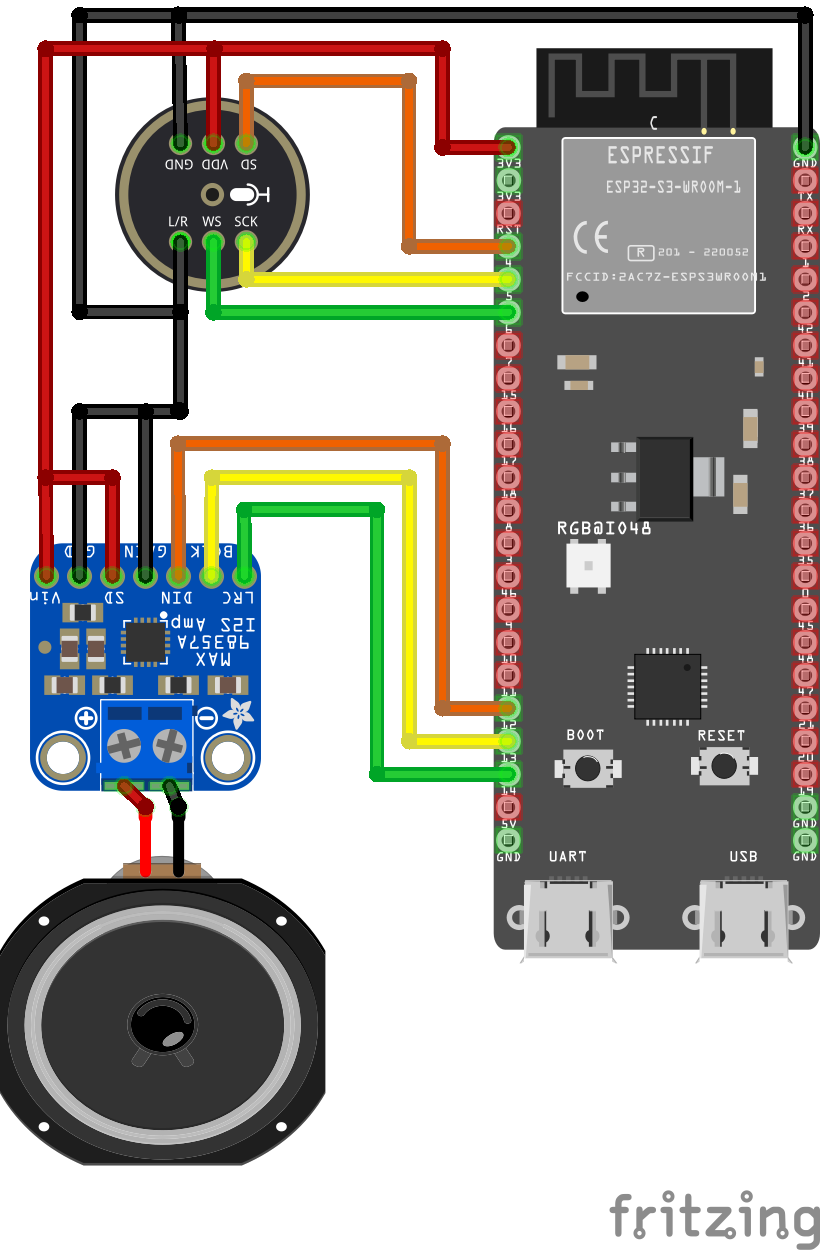 GND VDD SD
L/R WS SCK
C
ESPRESSIF
ESP32-S3-WROOM-1
CE
R 201 - 220052
FCCID:2AC7Z-ESPS3WROOM1
3V3
3V3
RST
4
5
6
7
15
16
17
18
8
3
46
9
10
11
12
13
14
5V
GND
GND
TX
RX
1
2
42
41
40
39
38
37
36
35
0
45
48
47
21
20
19
GND
GND
RGB@IO48
BOOT
RESET
UART
USB
Vin SD DIN LRC
I2S Amp
98357A
MAX
+ -
fritzing